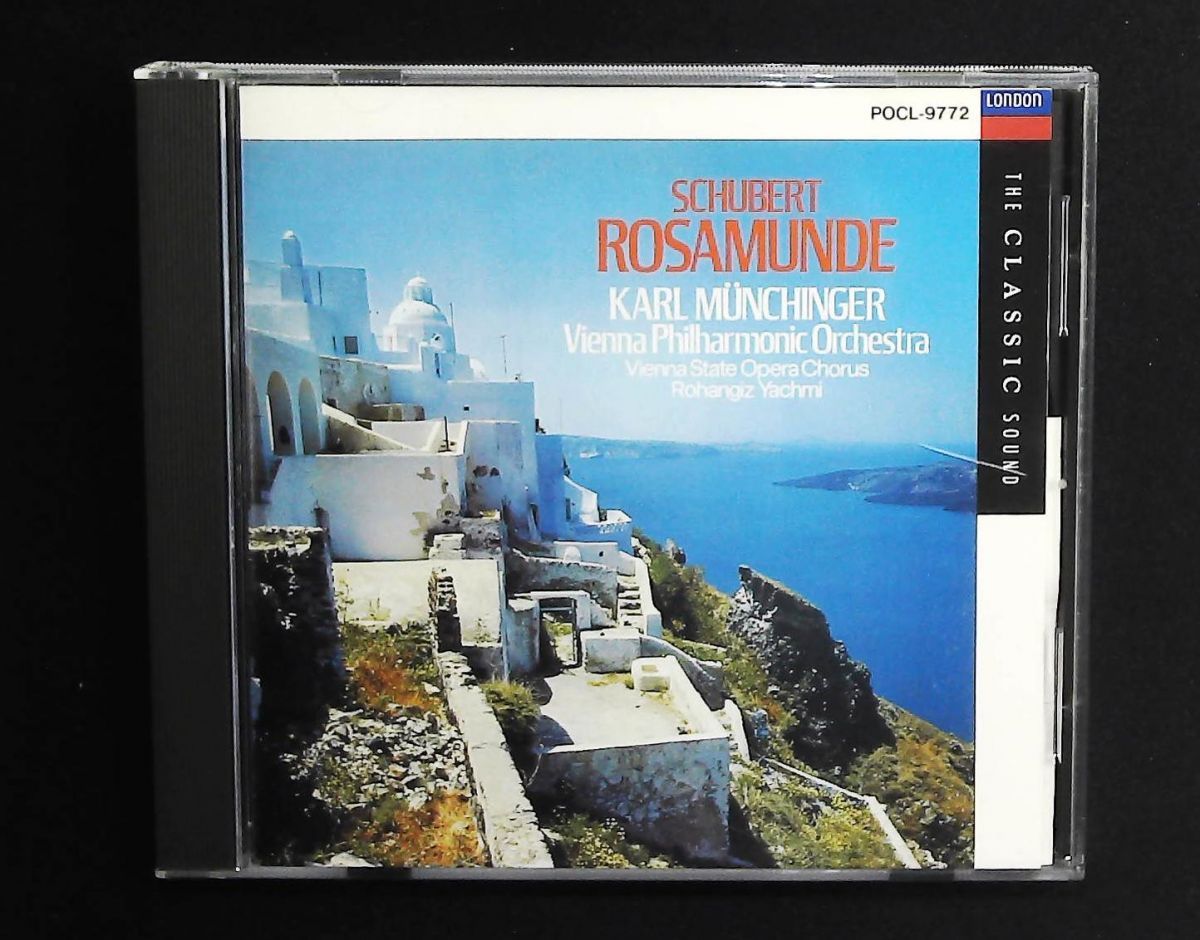 POCL-9772
LONDON
SCHUBERT
ROSAMUNDE
KARL MÜNCHINGER
Vienna Philharmonic Orchestra
Vienna State Opera Chorus
Rohangiz Yachmi
THE CLASSIC SOUND